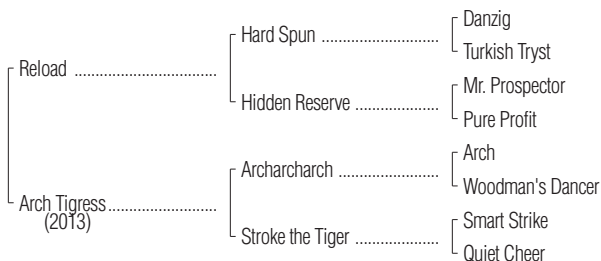 Danzig
Hard Spun ..............................
Turkish Tryst
Reload ....................................
Mr. Prospector
Hidden Reserve .....................
Pure Profit
Arch
Archarcharch .........................
Woodman's Dancer
Arch Tigress ...........................
(2013)
Smart Strike
Stroke the Tiger .....................
Quiet Cheer